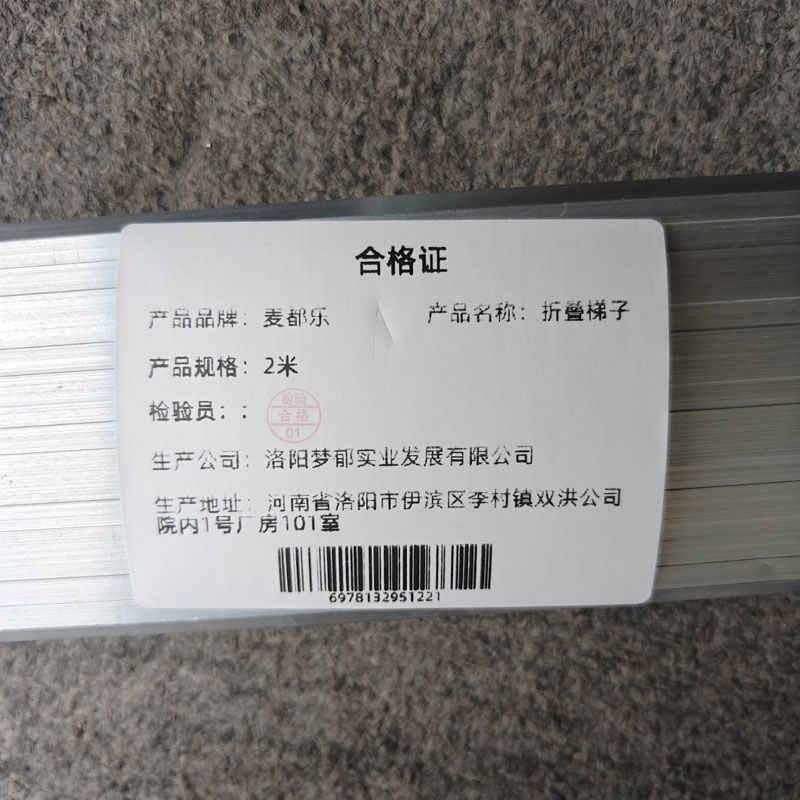 合格证
产品品牌：麦都乐 产品名称：折叠梯子
产品规格：2米
检验员：：
检验
合格
01
生产公司：洛阳梦郁实业发展有限公司
生产地址：河南省洛阳市伊滨区李村镇双洪公司
院内1号厂房101室
6978132951221